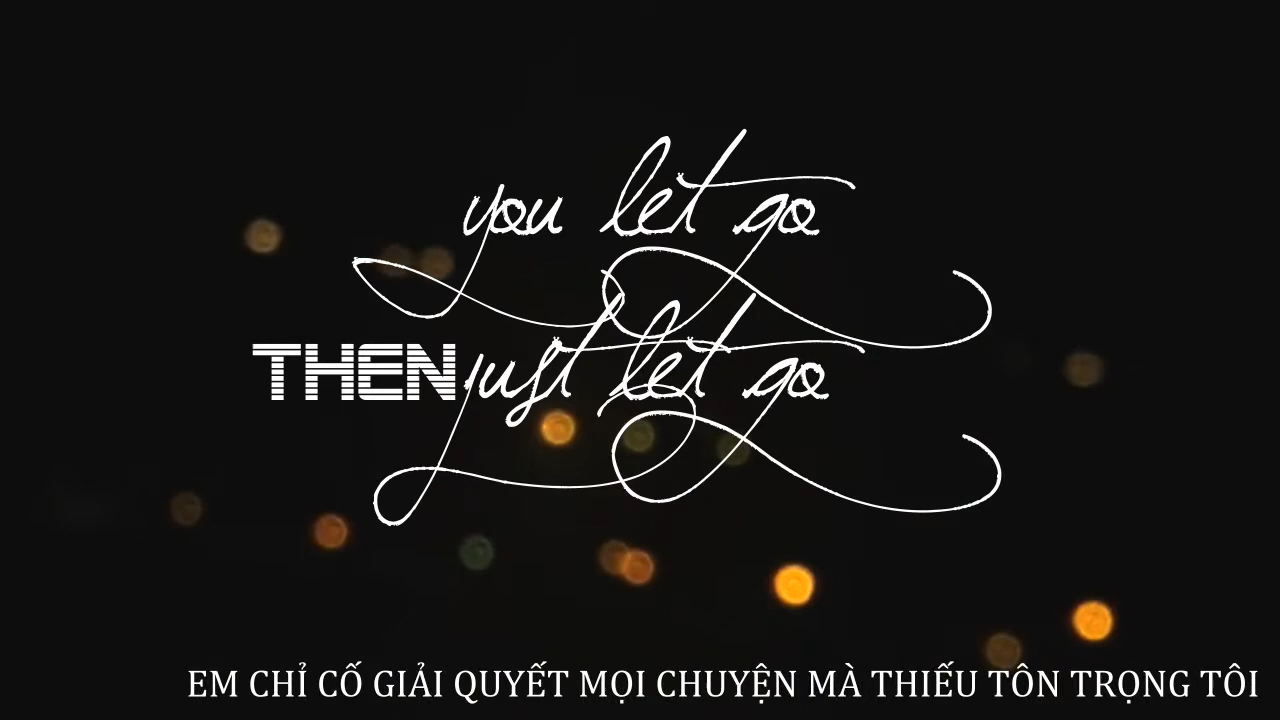 you let go
THEN just let go
EM CHỈ CỐ GIẢI QUYẾT MỌI CHUYỆN MÀ THIẾU TÔN TRỌNG TÔI